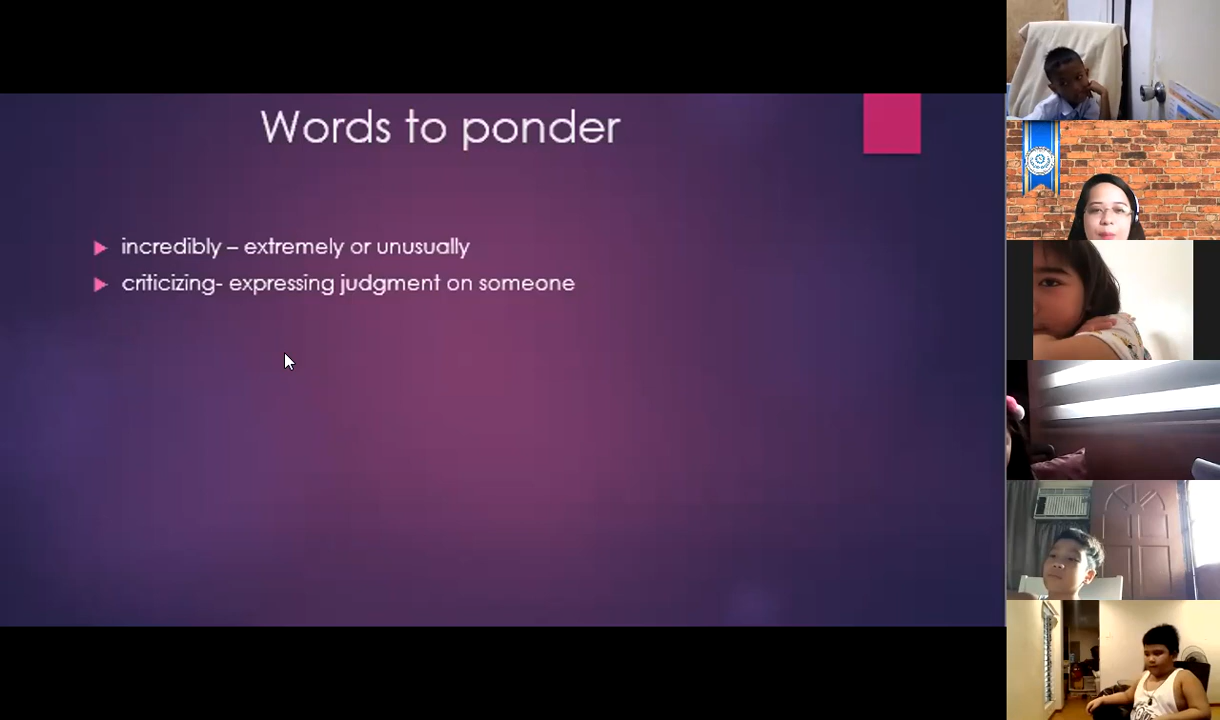 Words to ponder
incredibly – extremely or unusually
criticizing- expressing judgment on someone